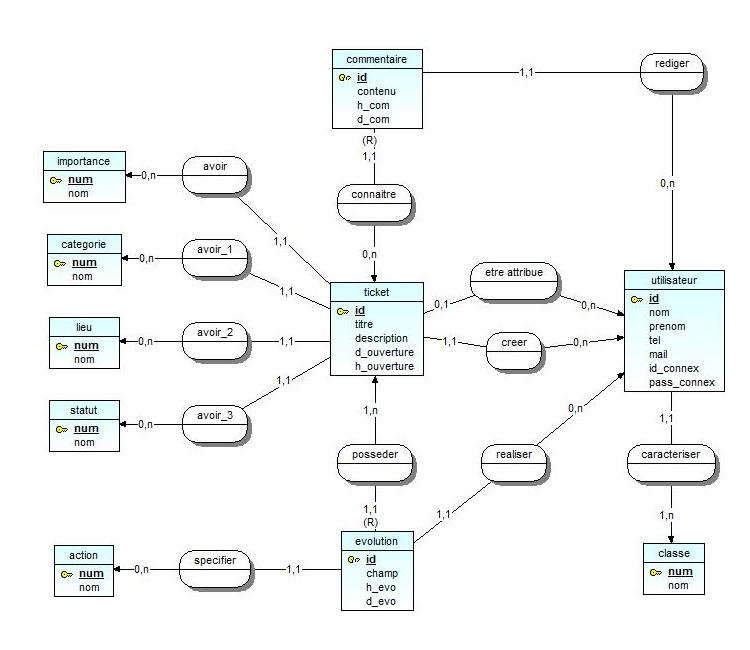 commentaire
id
contenu
h_com
d_com
1,1
rediger
(R)
1,1
importance
num
nom
0,n
avoir
1,1
connaitre
0,n
0,n
categorie
num
nom
0,n
avoir_1
1,1
ticket
id
titre
description
d_ouverture
h_ouverture
0,1
etre attribue
0,n
utilisateur
id
nom
prenom
tel
mail
id_connex
pass_connex
lieu
num
nom
0,n
avoir_2
1,1
1,1
creer
0,n
statut
num
nom
0,n
avoir_3
1,1
1,n
0,n
1,1
posseder
realiser
caracteriser
1,1
(R)
1,1
1,n
evolution
id
champ
h_evo
d_evo
action
num
nom
0,n
specifier
1,1
classe
num
nom